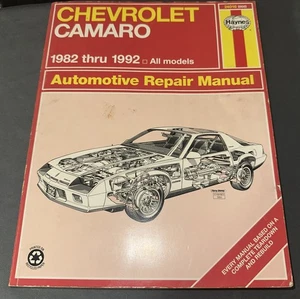 CHEVROLET
CAMARO
Haynes
1982 thru 1992 □ All models
Automotive Repair Manual
EVERY MANUAL BASED ON A
COMPLETE TEARDOWN
AND REBUILD